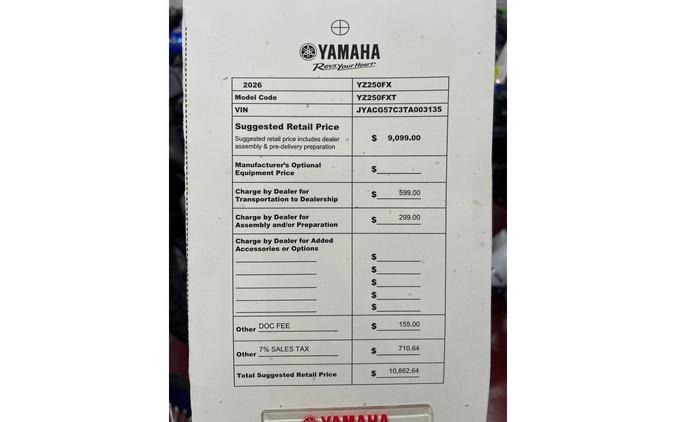 YAMAHA
Revs Your Heart
2026 YZ250FX
Model Code YZ250FXT
VIN JYACG57C3TA003135
Suggested Retail Price
Suggested retail price includes dealer
assembly & pre-delivery preparation
$ 9,099.00
Manufacturer's Optional
Equipment Price $
Charge by Dealer for
Transportation to Dealership $ 599.00
Charge by Dealer for
Assembly and/or Preparation $ 299.00
Charge by Dealer for Added
Accessories or Options
$
$
$
$
$
Other DOC FEE $ 155.00
Other 7% SALES TAX $ 710.64
Total Suggested Retail Price $ 10,862.64
YAMAHA